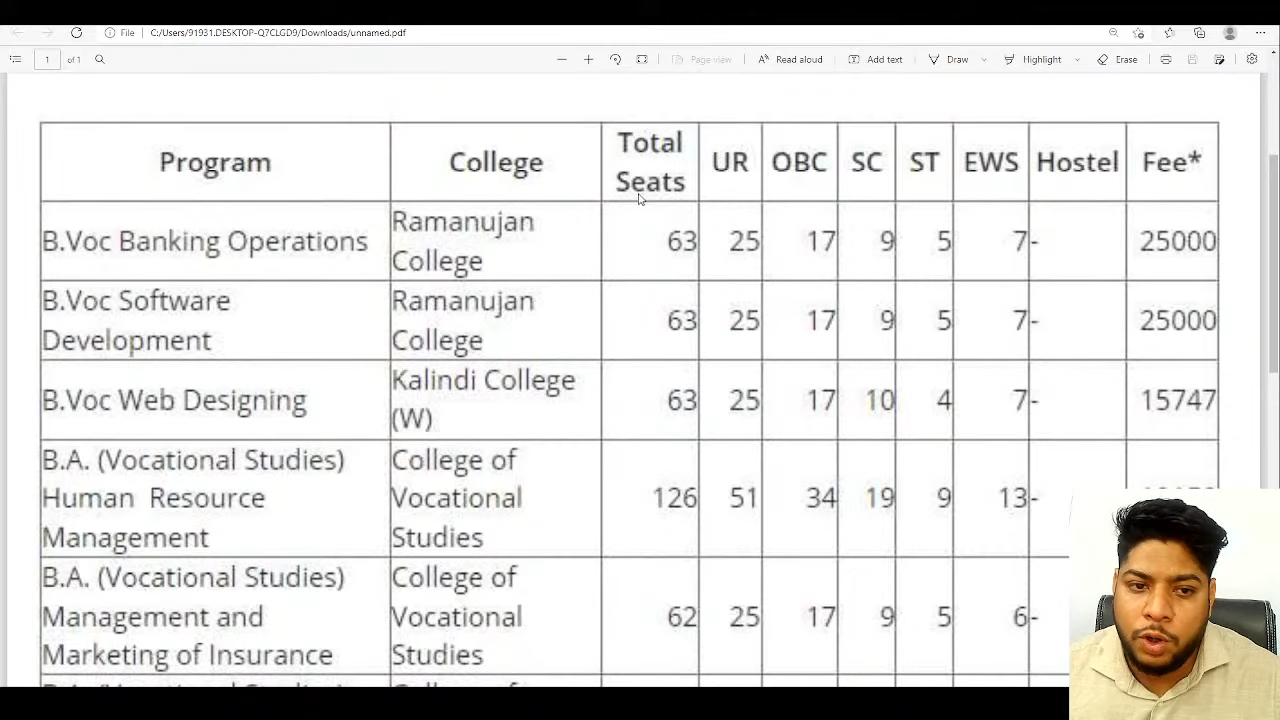 File C:/Users/91931.DESKTOP-Q7CLGD9/Downloads/unnamed.pdf
1 of 1 Page view Read aloud Add text Draw Highlight Erase
Program College Total Seats UR OBC SC ST EWS Hostel Fee*
B.Voc Banking Operations Ramanujan College 63 25 17 9 5 7 - 25000
B.Voc Software Development Ramanujan College 63 25 17 9 5 7 - 25000
B.Voc Web Designing Kalindi College (W) 63 25 17 10 4 7 - 15747
B.A. (Vocational Studies) Human Resource Management College of Vocational Studies 126 51 34 19 9 13 -
B.A. (Vocational Studies) Management and Marketing of Insurance College of Vocational Studies 62 25 17 9 5 6 -